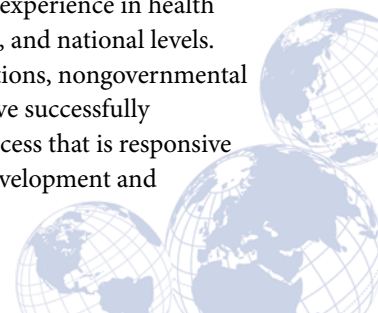 experience in health
, and national levels.
tions, nongovernmental
ve successfully
cess that is responsive
velopment and